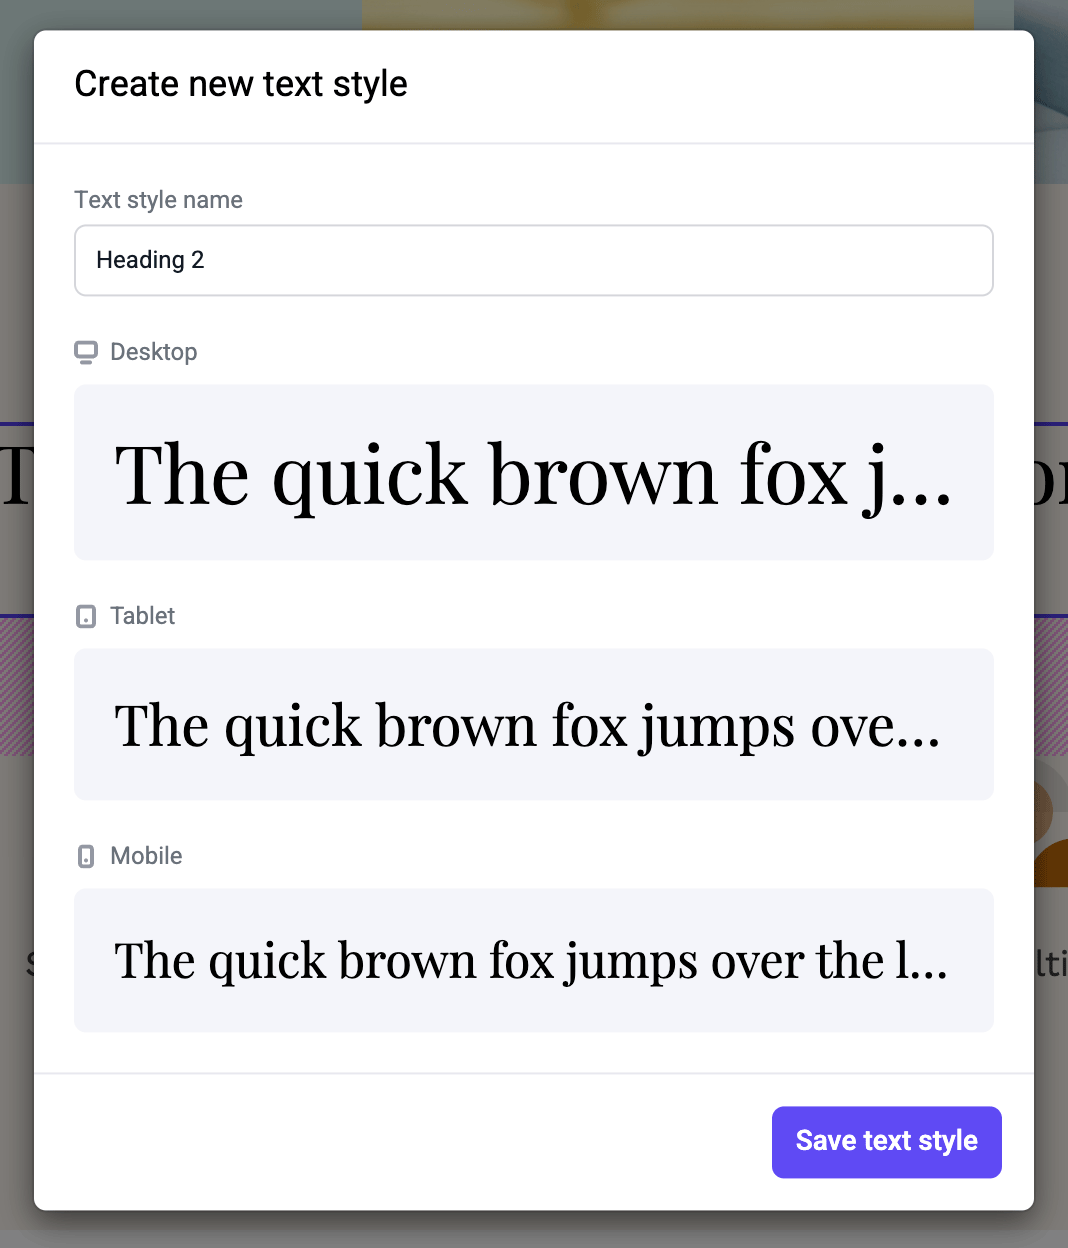 Create new text style
Text style name
Heading 2
Desktop
The quick brown fox j...
Tablet
The quick brown fox jumps ove...
Mobile
The quick brown fox jumps over the l...
Save text style